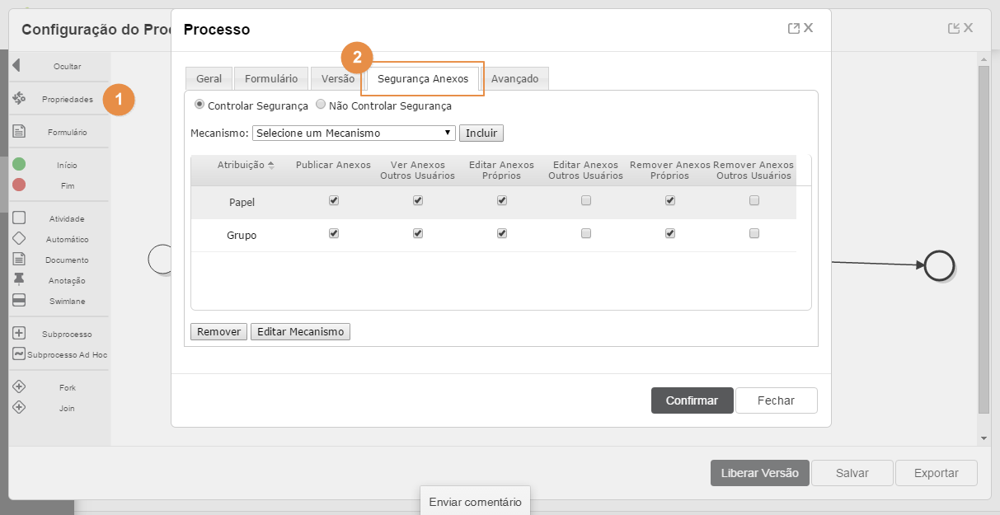 Configuração do Proc
Processo
X
X
Ocultar
Propriedades
1
Formulário
Início
Fim
Atividade
Automático
Documento
Anotação
Swimlane
Subprocesso
Subprocesso Ad Hoc
Fork
Join
2
Geral
Formulário
Versão
Segurança Anexos
Avançado
Controlar Segurança
Não Controlar Segurança
Mecanismo:
Selecione um Mecanismo
Incluir
Atribuição
Publicar Anexos
Ver Anexos
Outros Usuários
Editar Anexos
Próprios
Editar Anexos
Outros Usuários
Remover Anexos
Próprios
Remover Anexos
Outros Usuários
Papel
Grupo
Remover
Editar Mecanismo
Confirmar
Fechar
Liberar Versão
Salvar
Exportar
Enviar comentário